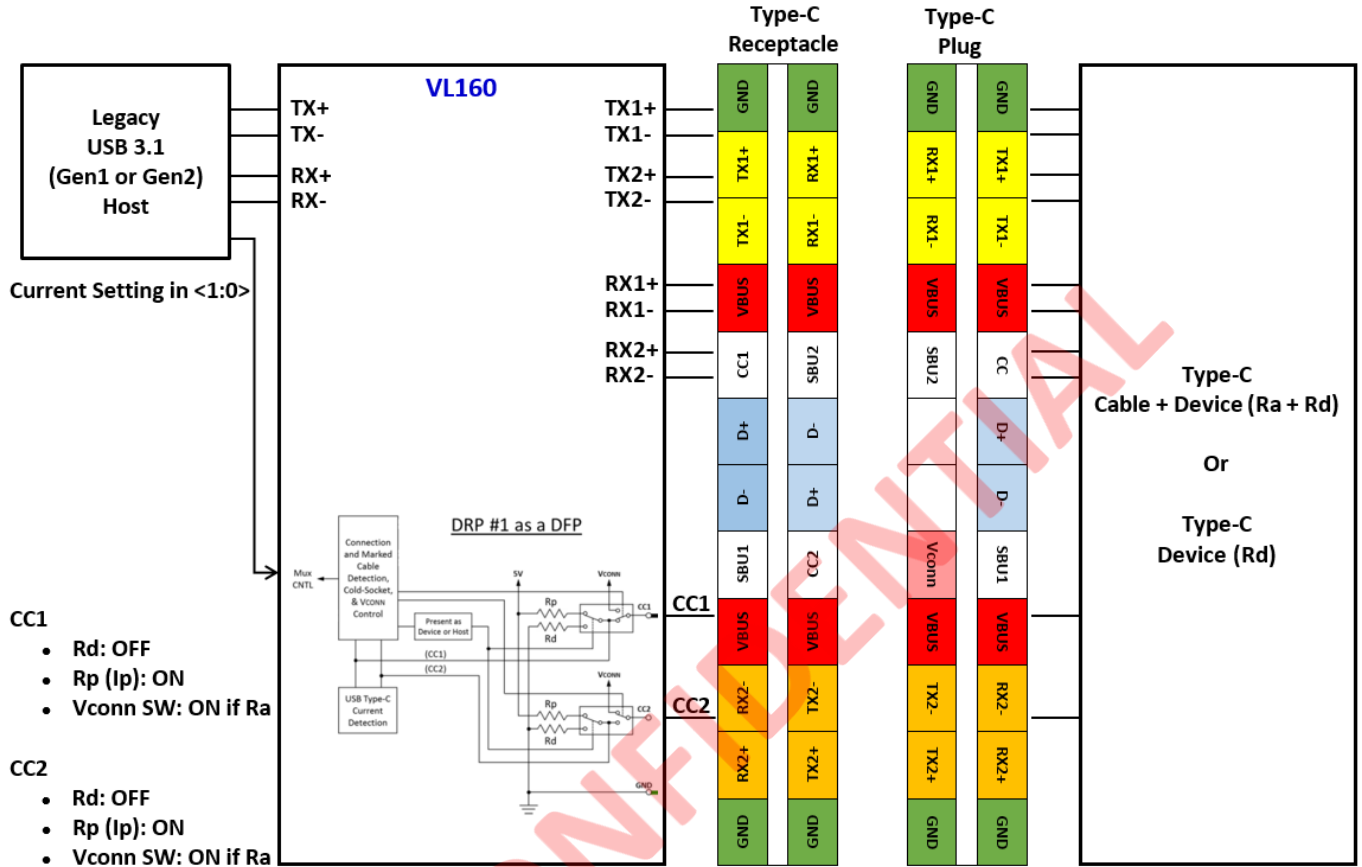 Type-C
Receptacle
Type-C
Plug
Legacy
USB 3.1
(Gen1 or Gen2)
Host
Current Setting in <1:0>
VL160
TX+
TX-
RX+
RX-
TX1+
TX1-
TX2+
TX2-
RX1+
RX1-
RX2+
RX2-
CC1
CC2
DRP #1 as a DFP
Connection
and Marked
Cable
Detection,
Cold-Socket,
& VCONN
Control
Mux
CNTL
Present as
Device or Host
(CC1)
(CC2)
USB Type-C
Current
Detection
5V
VCONN
Rp
Rd
CC1
VCONN
Rp
Rd
CC2
GND
GND
TX1+
TX1-
VBUS
CC1
D+
D-
SBU1
VBUS
RX2-
RX2+
GND
GND
RX1+
RX1-
VBUS
SBU2
D-
D+
CC2
VBUS
TX2-
TX2+
GND
GND
RX1+
RX1-
VBUS
SBU2
Vconn
VBUS
TX2-
TX2+
GND
GND
TX1+
TX1-
VBUS
CC
D+
D-
SBU1
VBUS
RX2-
RX2+
GND
Type-C
Cable + Device (Ra + Rd)
Or
Type-C
Device (Rd)
CC1
• Rd: OFF
• Rp (Ip): ON
• Vconn SW: ON if Ra
CC2
• Rd: OFF
• Rp (Ip): ON
• Vconn SW: ON if Ra
ONFIDENTIAL